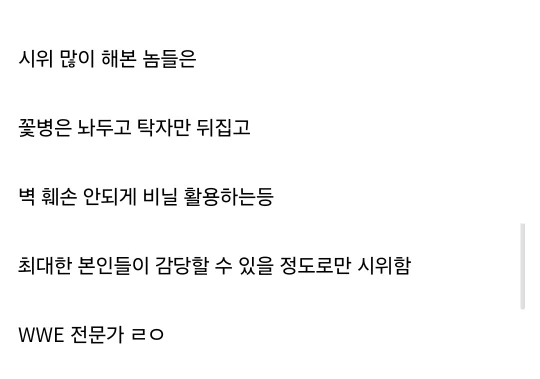 시위 많이 해본 놈들은
꽃병은 놔두고 탁자만 뒤집고
벽 훼손 안되게 비닐 활용하는등
최대한 본인들이 감당할 수 있을 정도로만 시위함
WWE 전문가 ㄹㅇ